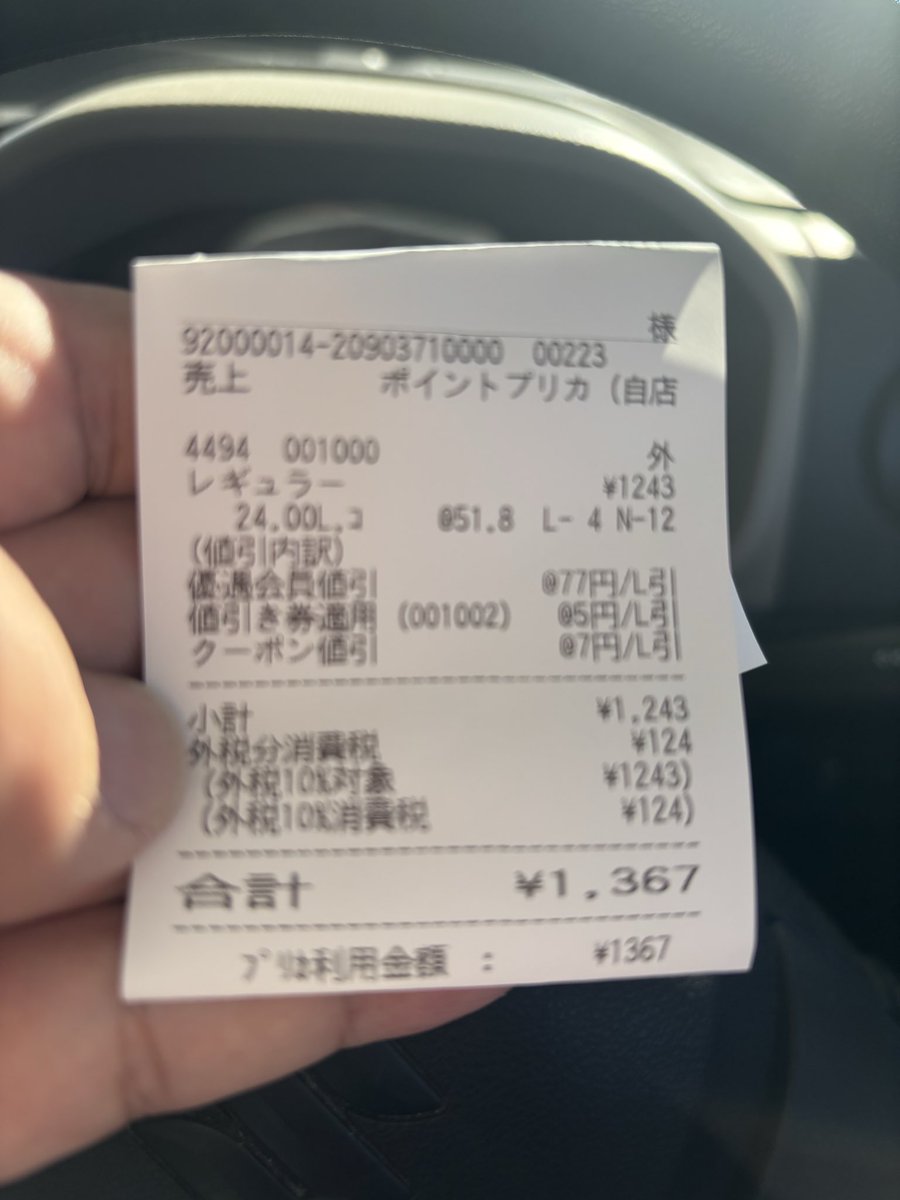 様
92000014-20903710000 00223
売上 ポイントプリカ (自店
4494 001000 外
レギュラー ¥1243
24.00L.コ @51.8 L- 4 N-12
(値引内訳)
優遇会員値引 @77円/L引
値引き券適用 (001002) @5円/L引
クーポン値引 @7円/L引
小計 ¥1,243
外税分消費税 ¥124
(外税10%対象 ¥1243)
(外税10%消費税 ¥124)
合計 ¥1,367
プリカ利用金額 : ¥1367